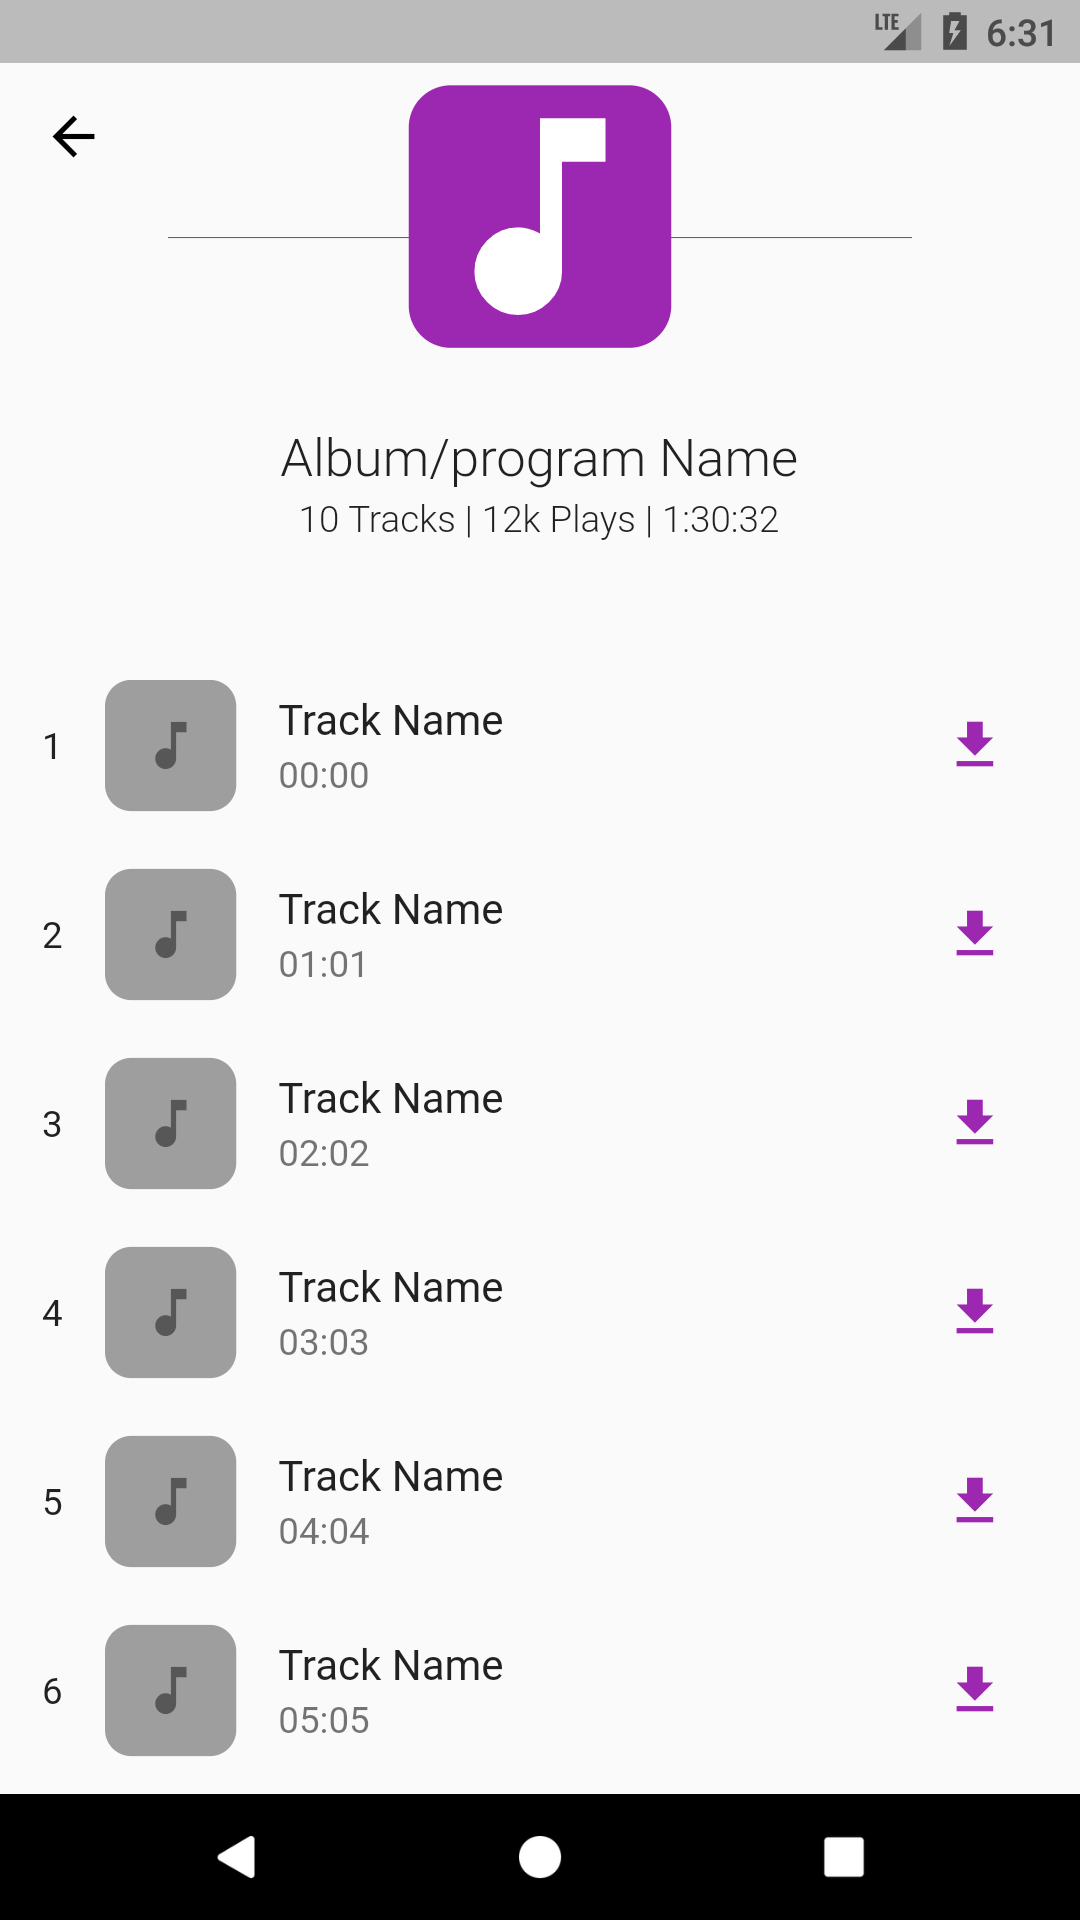 LTE 6:31
Album/program Name
10 Tracks | 12k Plays | 1:30:32
1 Track Name
00:00
2 Track Name
01:01
3 Track Name
02:02
4 Track Name
03:03
5 Track Name
04:04
6 Track Name
05:05